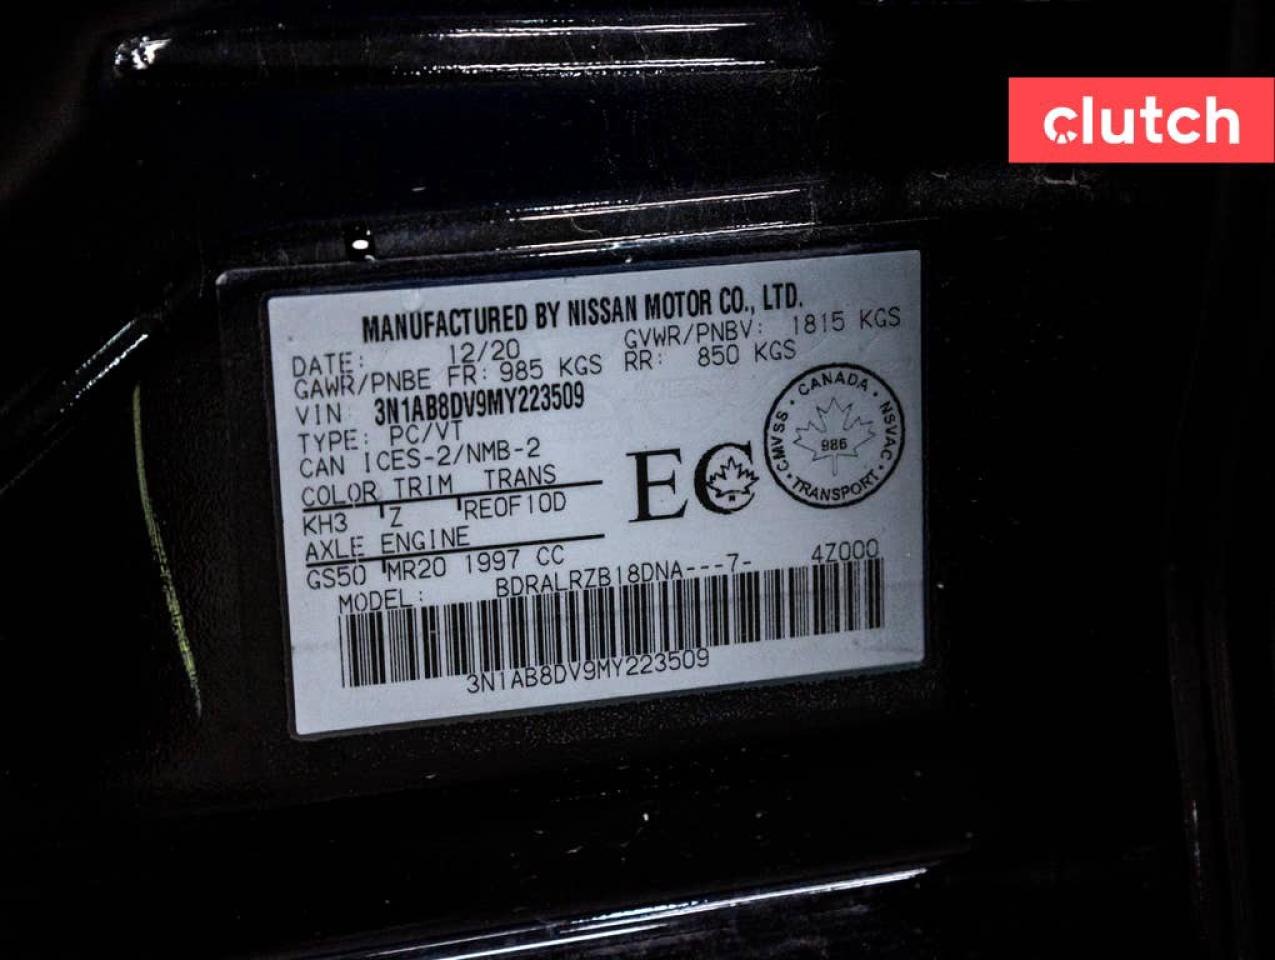 clutch
MANUFACTURED BY NISSAN MOTOR CO., LTD.
DATE: 12/20 GVWR/PNBV: 1815 KGS
GAWR/PNBE FR: 985 KGS RR: 850 KGS
VIN 3N1AB8DV9MY223509
TYPE: PC/VT
CAN ICES-2/NMB-2
COLOR TRIM TRANS
KH3 Z RE0F10D
AXLE ENGINE
GS50 MR20 1997 CC
EC
CANADA · NSVAC · TRANSPORT · CMVSS ·
986
MODEL: BDRALRZB18DNA---7- 4Z000
3N1AB8DV9MY223509